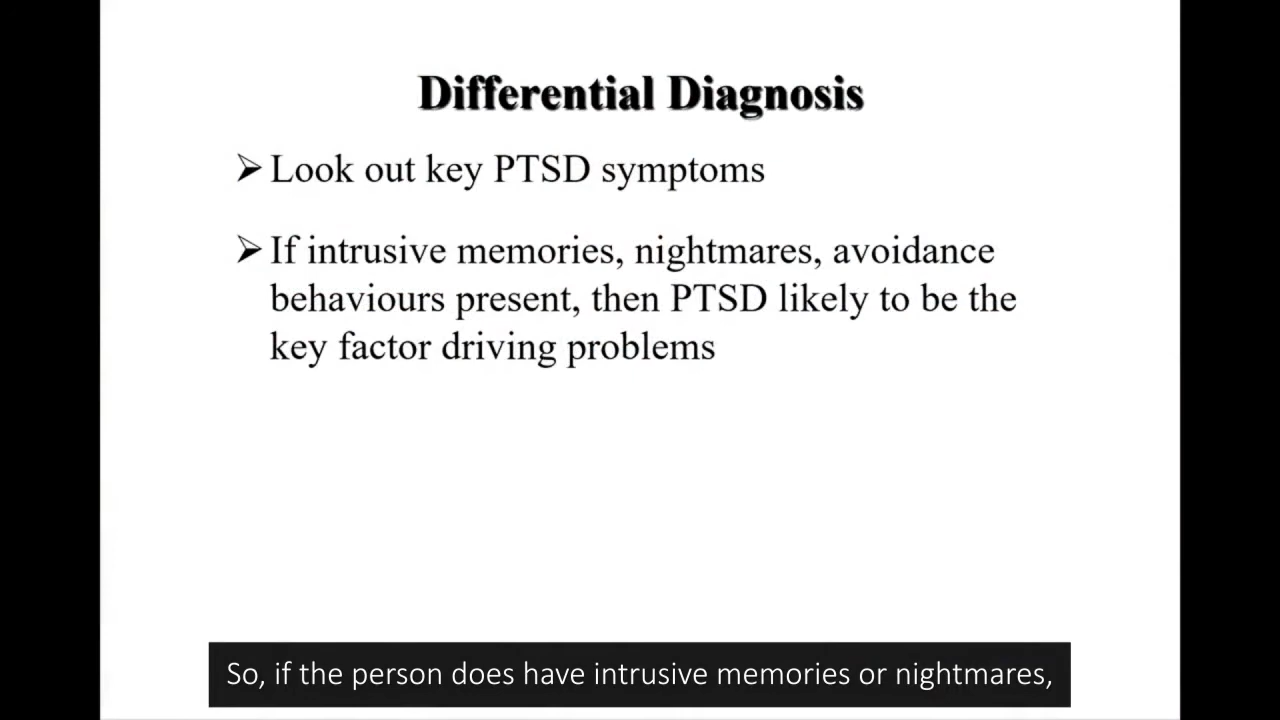 Differential Diagnosis
➢ Look out key PTSD symptoms
➢ If intrusive memories, nightmares, avoidance
behaviours present, then PTSD likely to be the
key factor driving problems
So, if the person does have intrusive memories or nightmares,